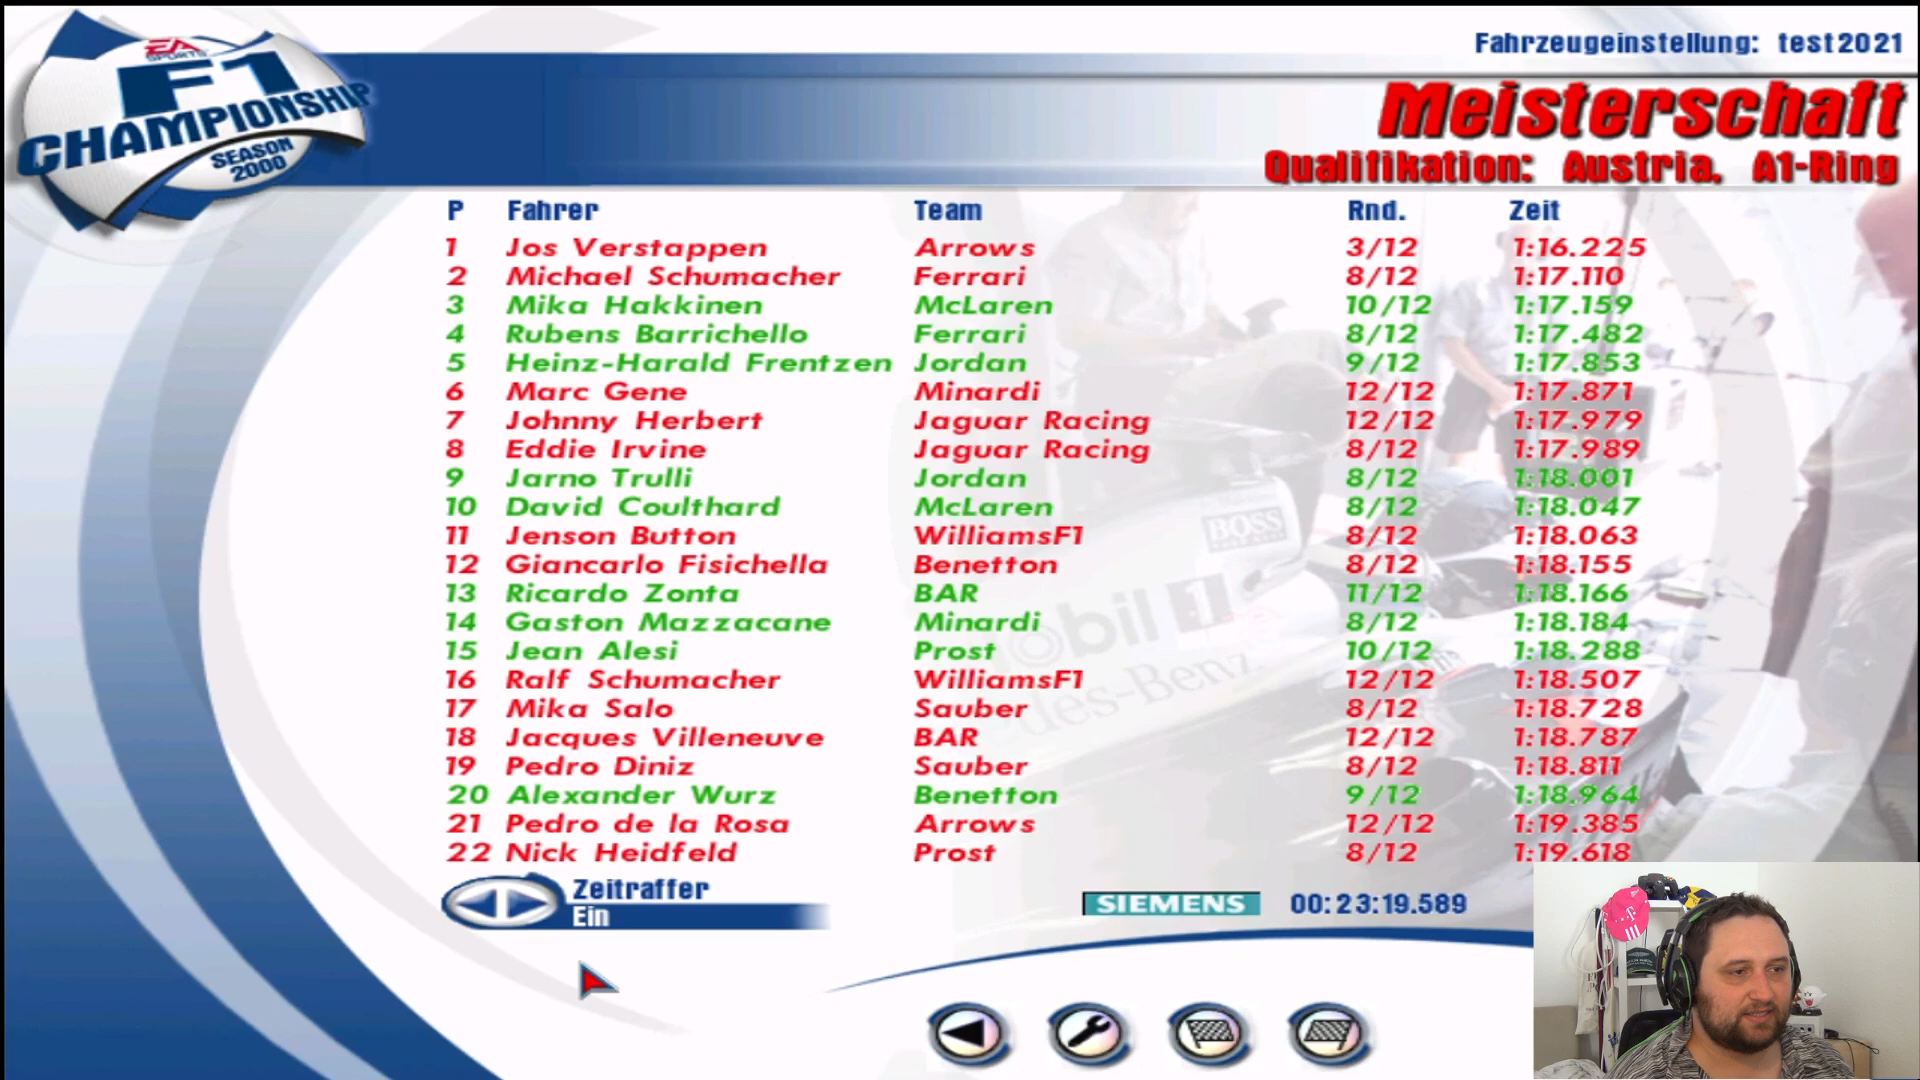 EA
SPORTS
F1
CHAMPIONSHIP
SEASON
2000
Fahrzeugeinstellung: test2021
Meisterschaft
Qualifikation: Austria, A1-Ring
P Fahrer Team Rnd. Zeit
1 Jos Verstappen Arrows 3/12 1:16.225
2 Michael Schumacher Ferrari 8/12 1:17.110
3 Mika Hakkinen McLaren 10/12 1:17.159
4 Rubens Barrichello Ferrari 8/12 1:17.482
5 Heinz-Harald Frentzen Jordan 9/12 1:17.853
6 Marc Gene Minardi 12/12 1:17.871
7 Johnny Herbert Jaguar Racing 12/12 1:17.979
8 Eddie Irvine Jaguar Racing 8/12 1:17.989
9 Jarno Trulli Jordan 8/12 1:18.001
10 David Coulthard McLaren 8/12 1:18.047
11 Jenson Button WilliamsF1 8/12 1:18.063
12 Giancarlo Fisichella Benetton 8/12 1:18.155
13 Ricardo Zonta BAR 11/12 1:18.166
14 Gaston Mazzacane Minardi 8/12 1:18.184
15 Jean Alesi Prost 10/12 1:18.288
16 Ralf Schumacher WilliamsF1 12/12 1:18.507
17 Mika Salo Sauber 8/12 1:18.728
18 Jacques Villeneuve BAR 12/12 1:18.787
19 Pedro Diniz Sauber 8/12 1:18.811
20 Alexander Wurz Benetton 9/12 1:18.964
21 Pedro de la Rosa Arrows 12/12 1:19.385
22 Nick Heidfeld Prost 8/12 1:19.618
BOSS
obil 1
des-Benz
Zeitraffer
Ein
SIEMENS 00:23:19.589